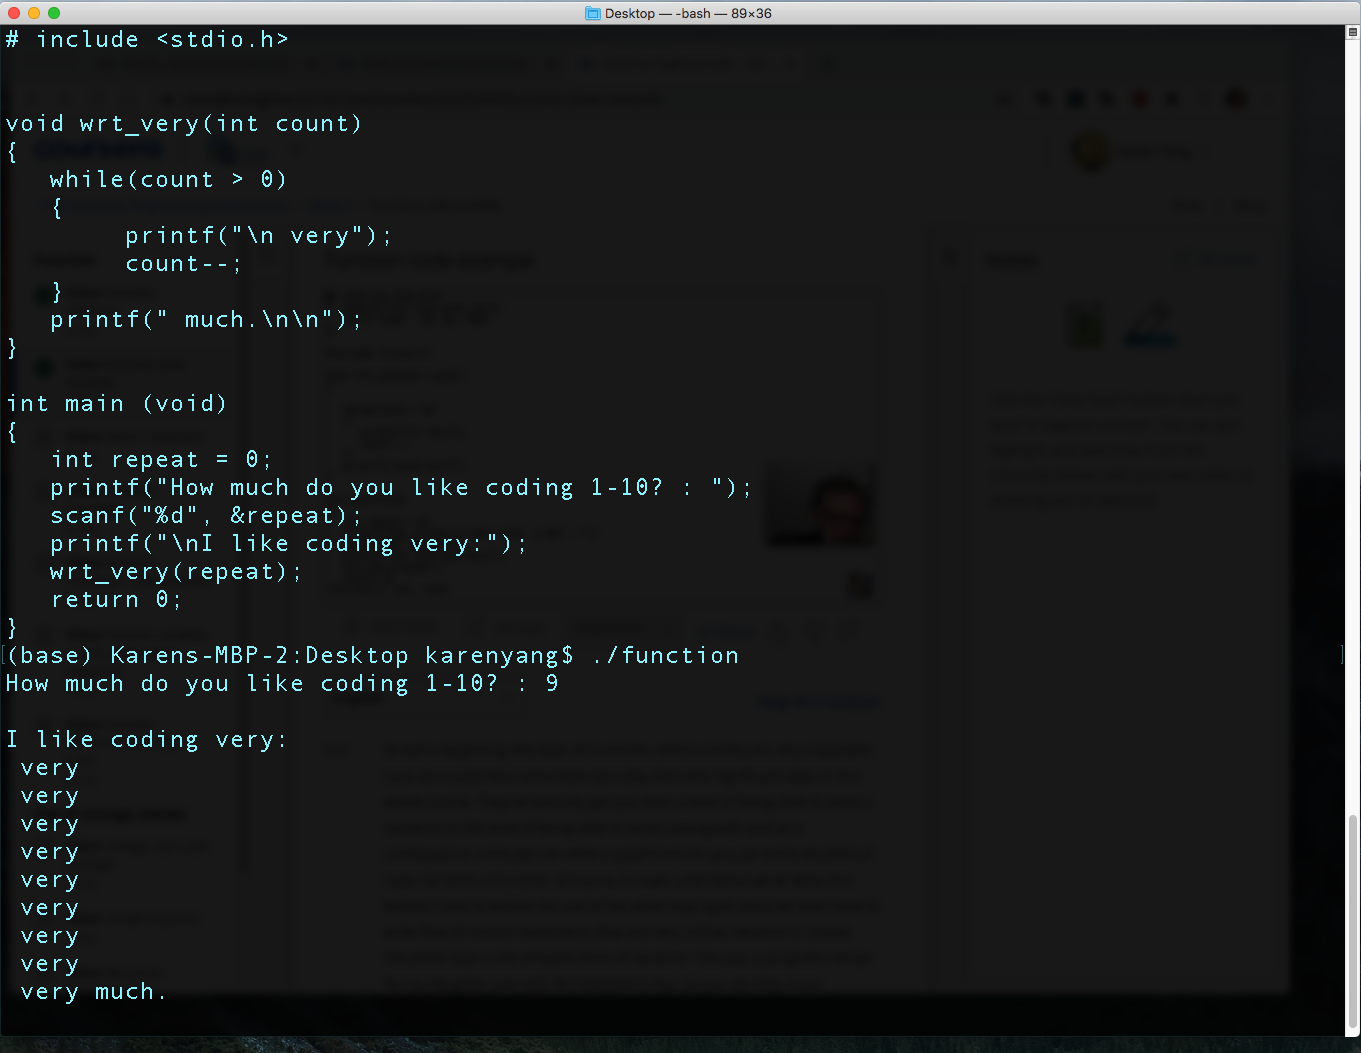 Desktop — -bash — 89×36
# include <stdio.h>
void wrt_very(int count)
{
while(count > 0)
{
printf("\n very");
count--;
}
printf(" much.\n\n");
}
int main (void)
{
int repeat = 0;
printf("How much do you like coding 1-10? : ");
scanf("%d", &repeat);
printf("\nI like coding very:");
wrt_very(repeat);
return 0;
}
(base) Karens-MBP-2:Desktop karenyang$ ./function
How much do you like coding 1-10? : 9
I like coding very:
very
very
very
very
very
very
very
very
very much.